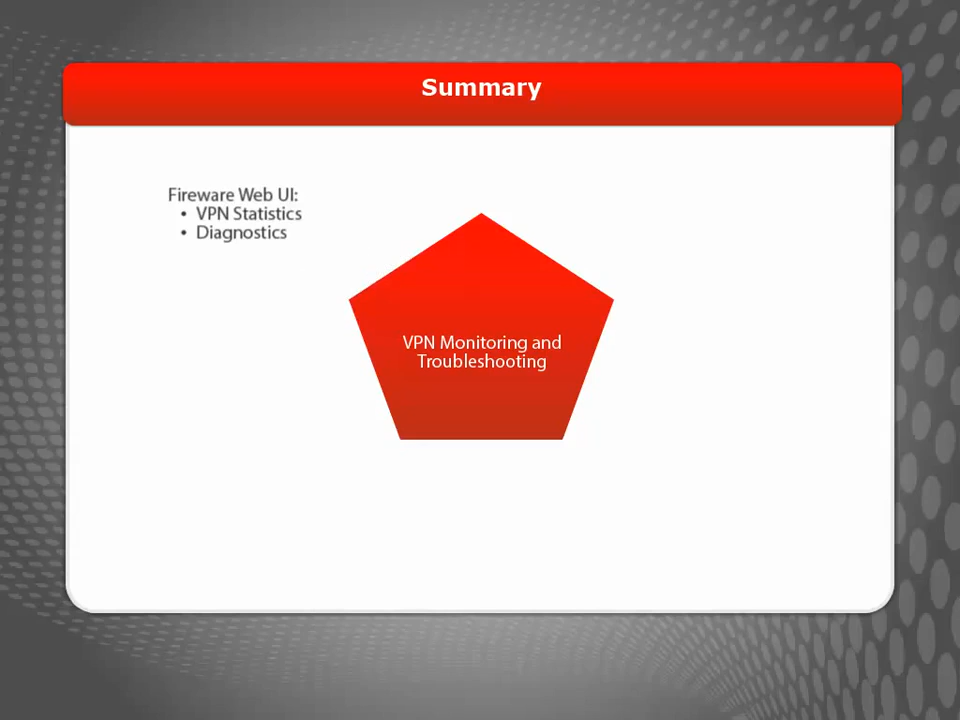 Summary
Fireware Web UI:
• VPN Statistics
• Diagnostics
VPN Monitoring and
Troubleshooting